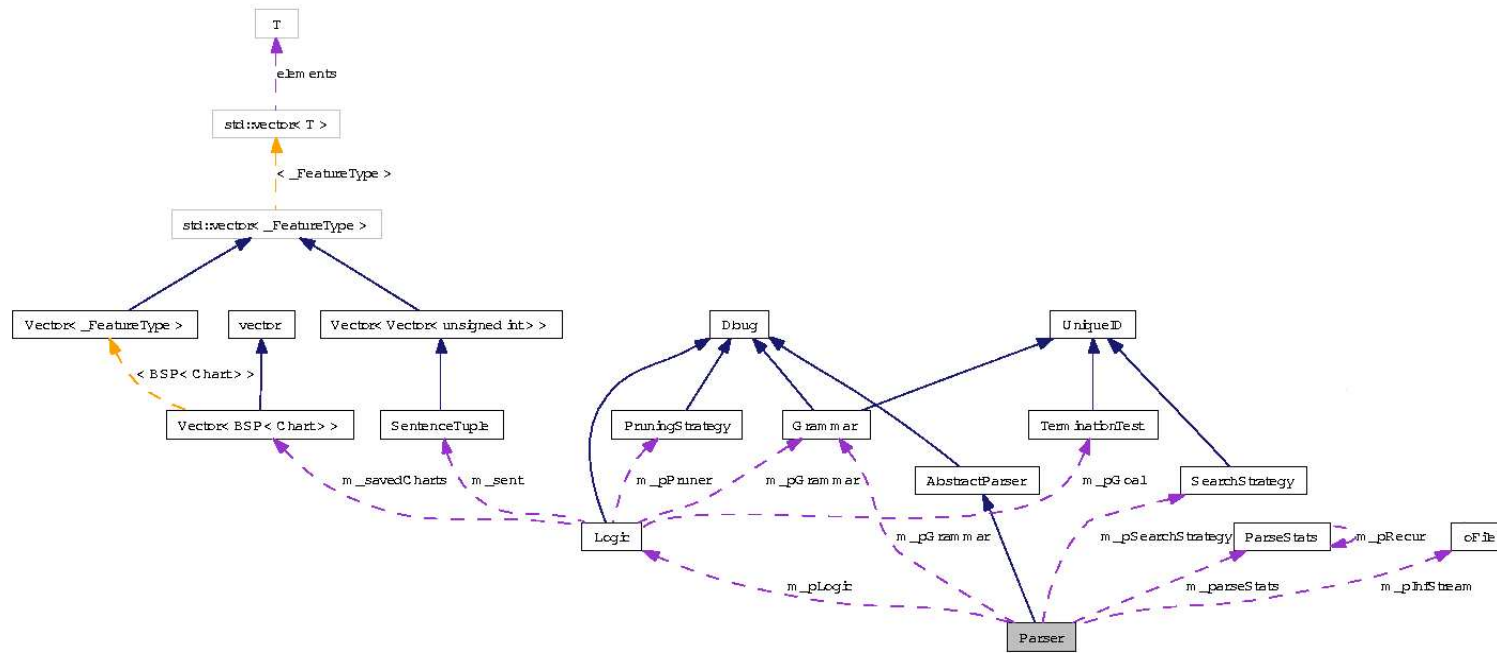 T
elements
std::vector< T >
< _FeatureType >
std::vector< _FeatureType >
Vector< _FeatureType >
vector
Vector< Vector< unsigned int > >
Dbug
UniqueID
< BSP< Chart > >
Vector< BSP< Chart > >
SentenceTuple
PruningStrategy
Grammar
TerminationTest
m_savedCharts
m_sent
m_pPruner
m_pGrammar
AbstractParser
m_pGoal
SearchStrategy
Logic
m_pGrammar
m_pSearchStrategy
ParseStats
m_pRecur
oFile
m_pLogic
m_parseStats
m_pInfStream
Parser